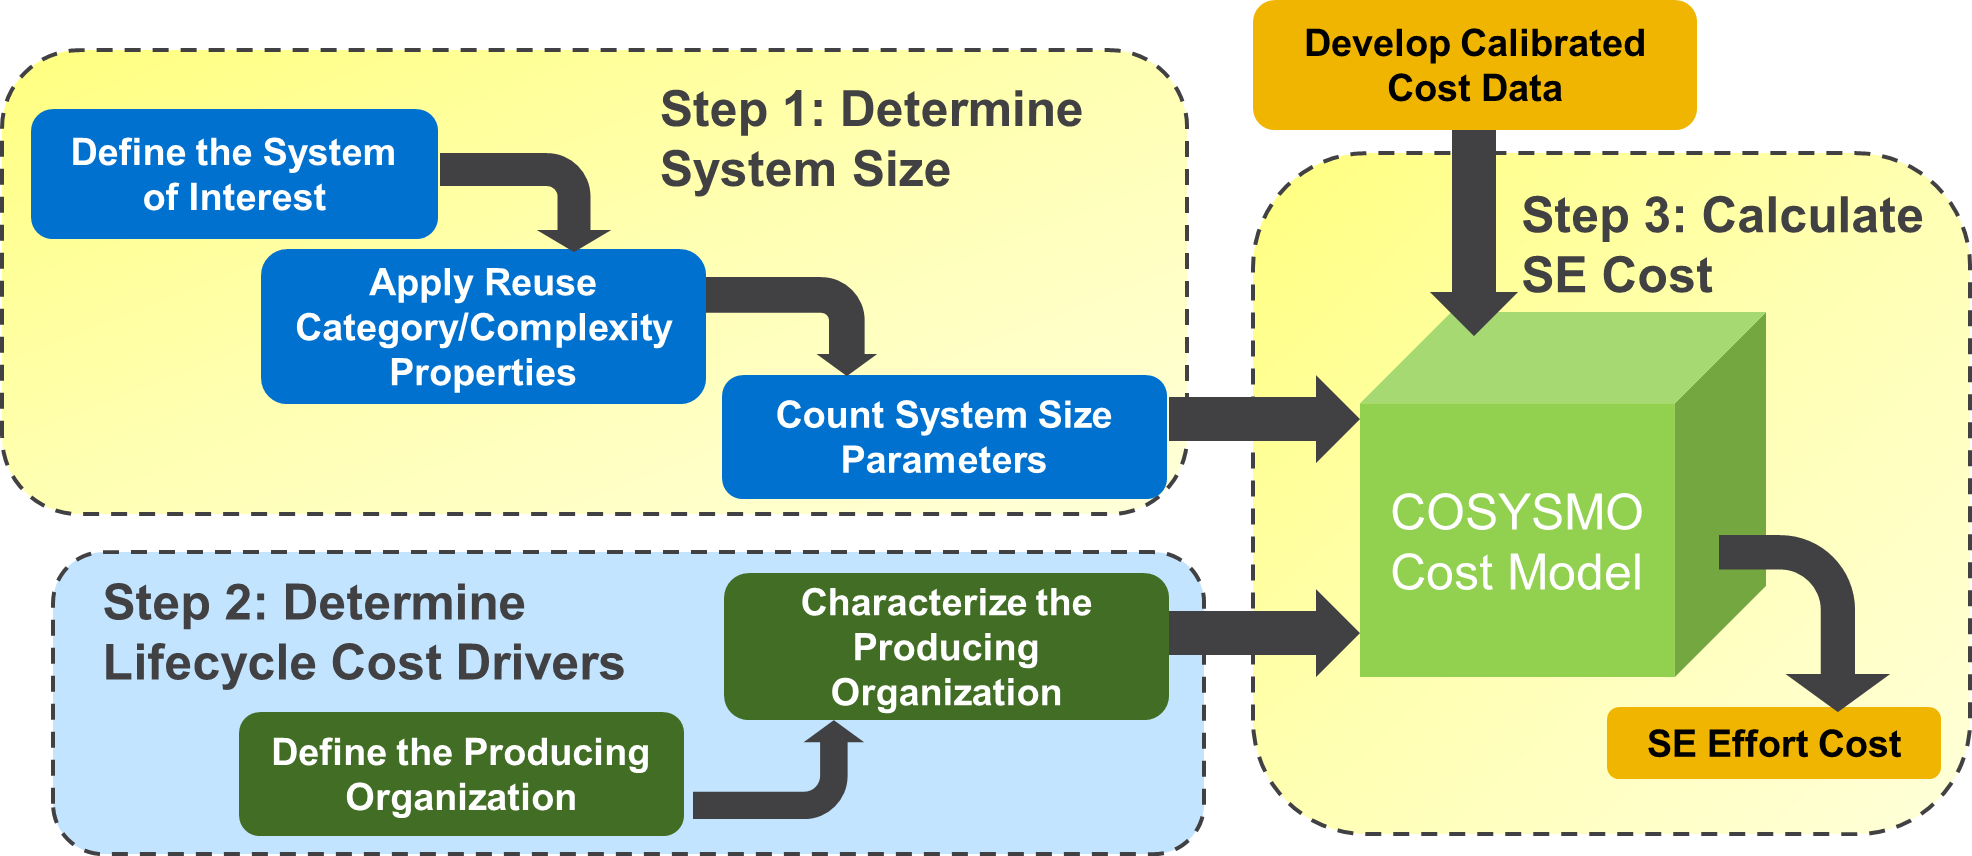 Step 1: Determine
System Size
Define the System
of Interest
Apply Reuse
Category/Complexity
Properties
Count System Size
Parameters
Step 2: Determine
Lifecycle Cost Drivers
Define the Producing
Organization
Characterize the
Producing
Organization
Develop Calibrated
Cost Data
Step 3: Calculate
SE Cost
COSYSMO
Cost Model
SE Effort Cost